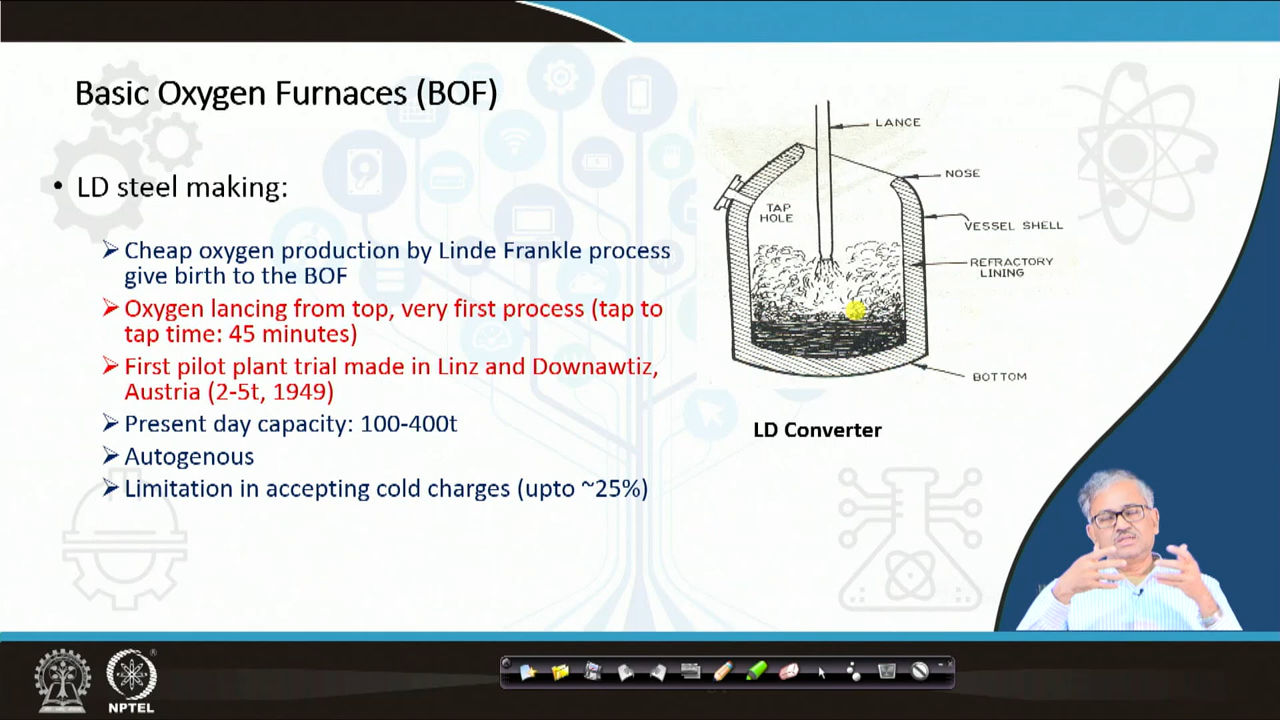 Basic Oxygen Furnaces (BOF)
• LD steel making:
➢ Cheap oxygen production by Linde Frankle process
give birth to the BOF
➢ Oxygen lancing from top, very first process (tap to
tap time: 45 minutes)
➢ First pilot plant trial made in Linz and Downawtiz,
Austria (2-5t, 1949)
➢ Present day capacity: 100-400t
➢ Autogenous
➢ Limitation in accepting cold charges (upto ~25%)
LANCE
NOSE
TAP
HOLE
VESSEL SHELL
REFRACTORY
LINING
BOTTOM
LD Converter
NPTEL